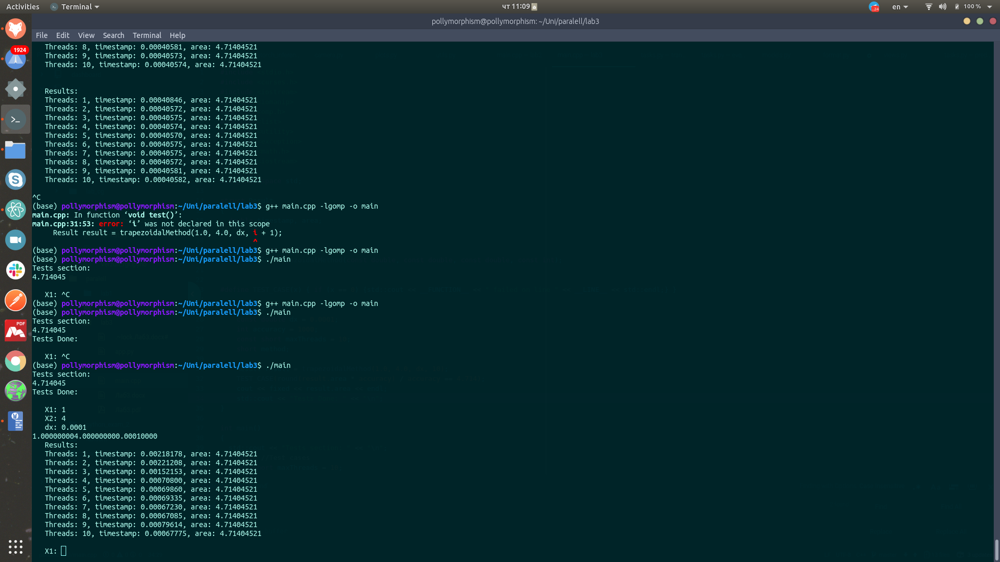 Activities
Terminal
чт 11:09
24
en
100 %
pollymorphism@pollymorphism: ~/Uni/paralell/lab3
File Edit View Search Terminal Help
1924
Threads: 8, timestamp: 0.00040581, area: 4.71404521
Threads: 9, timestamp: 0.00040573, area: 4.71404521
Threads: 10, timestamp: 0.00040574, area: 4.71404521
Results:
Threads: 1, timestamp: 0.00040846, area: 4.71404521
Threads: 2, timestamp: 0.00040572, area: 4.71404521
Threads: 3, timestamp: 0.00040575, area: 4.71404521
Threads: 4, timestamp: 0.00040574, area: 4.71404521
Threads: 5, timestamp: 0.00040570, area: 4.71404521
Threads: 6, timestamp: 0.00040575, area: 4.71404521
Threads: 7, timestamp: 0.00040575, area: 4.71404521
Threads: 8, timestamp: 0.00040572, area: 4.71404521
Threads: 9, timestamp: 0.00040581, area: 4.71404521
Threads: 10, timestamp: 0.00040582, area: 4.71404521
^C
(base) pollymorphism@pollymorphism:~/Uni/paralell/lab3$ g++ main.cpp -lgomp -o main
main.cpp: In function ‘void test()’:
main.cpp:31:53: error: ‘i’ was not declared in this scope
Result result = trapezoidalMethod(1.0, 4.0, dx, i + 1);
^
(base) pollymorphism@pollymorphism:~/Uni/paralell/lab3$ g++ main.cpp -lgomp -o main
(base) pollymorphism@pollymorphism:~/Uni/paralell/lab3$ ./main
Tests section:
4.714045
X1: ^C
(base) pollymorphism@pollymorphism:~/Uni/paralell/lab3$ g++ main.cpp -lgomp -o main
(base) pollymorphism@pollymorphism:~/Uni/paralell/lab3$ ./main
Tests section:
4.714045
Tests Done:
X1: ^C
(base) pollymorphism@pollymorphism:~/Uni/paralell/lab3$ ./main
Tests section:
4.714045
Tests Done:
X1: 1
X2: 4
dx: 0.0001
1.000000004.000000000.00010000
Results:
Threads: 1, timestamp: 0.00218178, area: 4.71404521
Threads: 2, timestamp: 0.00221208, area: 4.71404521
Threads: 3, timestamp: 0.00152153, area: 4.71404521
Threads: 4, timestamp: 0.00070800, area: 4.71404521
Threads: 5, timestamp: 0.00069860, area: 4.71404521
Threads: 6, timestamp: 0.00069335, area: 4.71404521
Threads: 7, timestamp: 0.00067230, area: 4.71404521
Threads: 8, timestamp: 0.00067085, area: 4.71404521
Threads: 9, timestamp: 0.00079614, area: 4.71404521
Threads: 10, timestamp: 0.00067775, area: 4.71404521
X1:
S
PDF
W